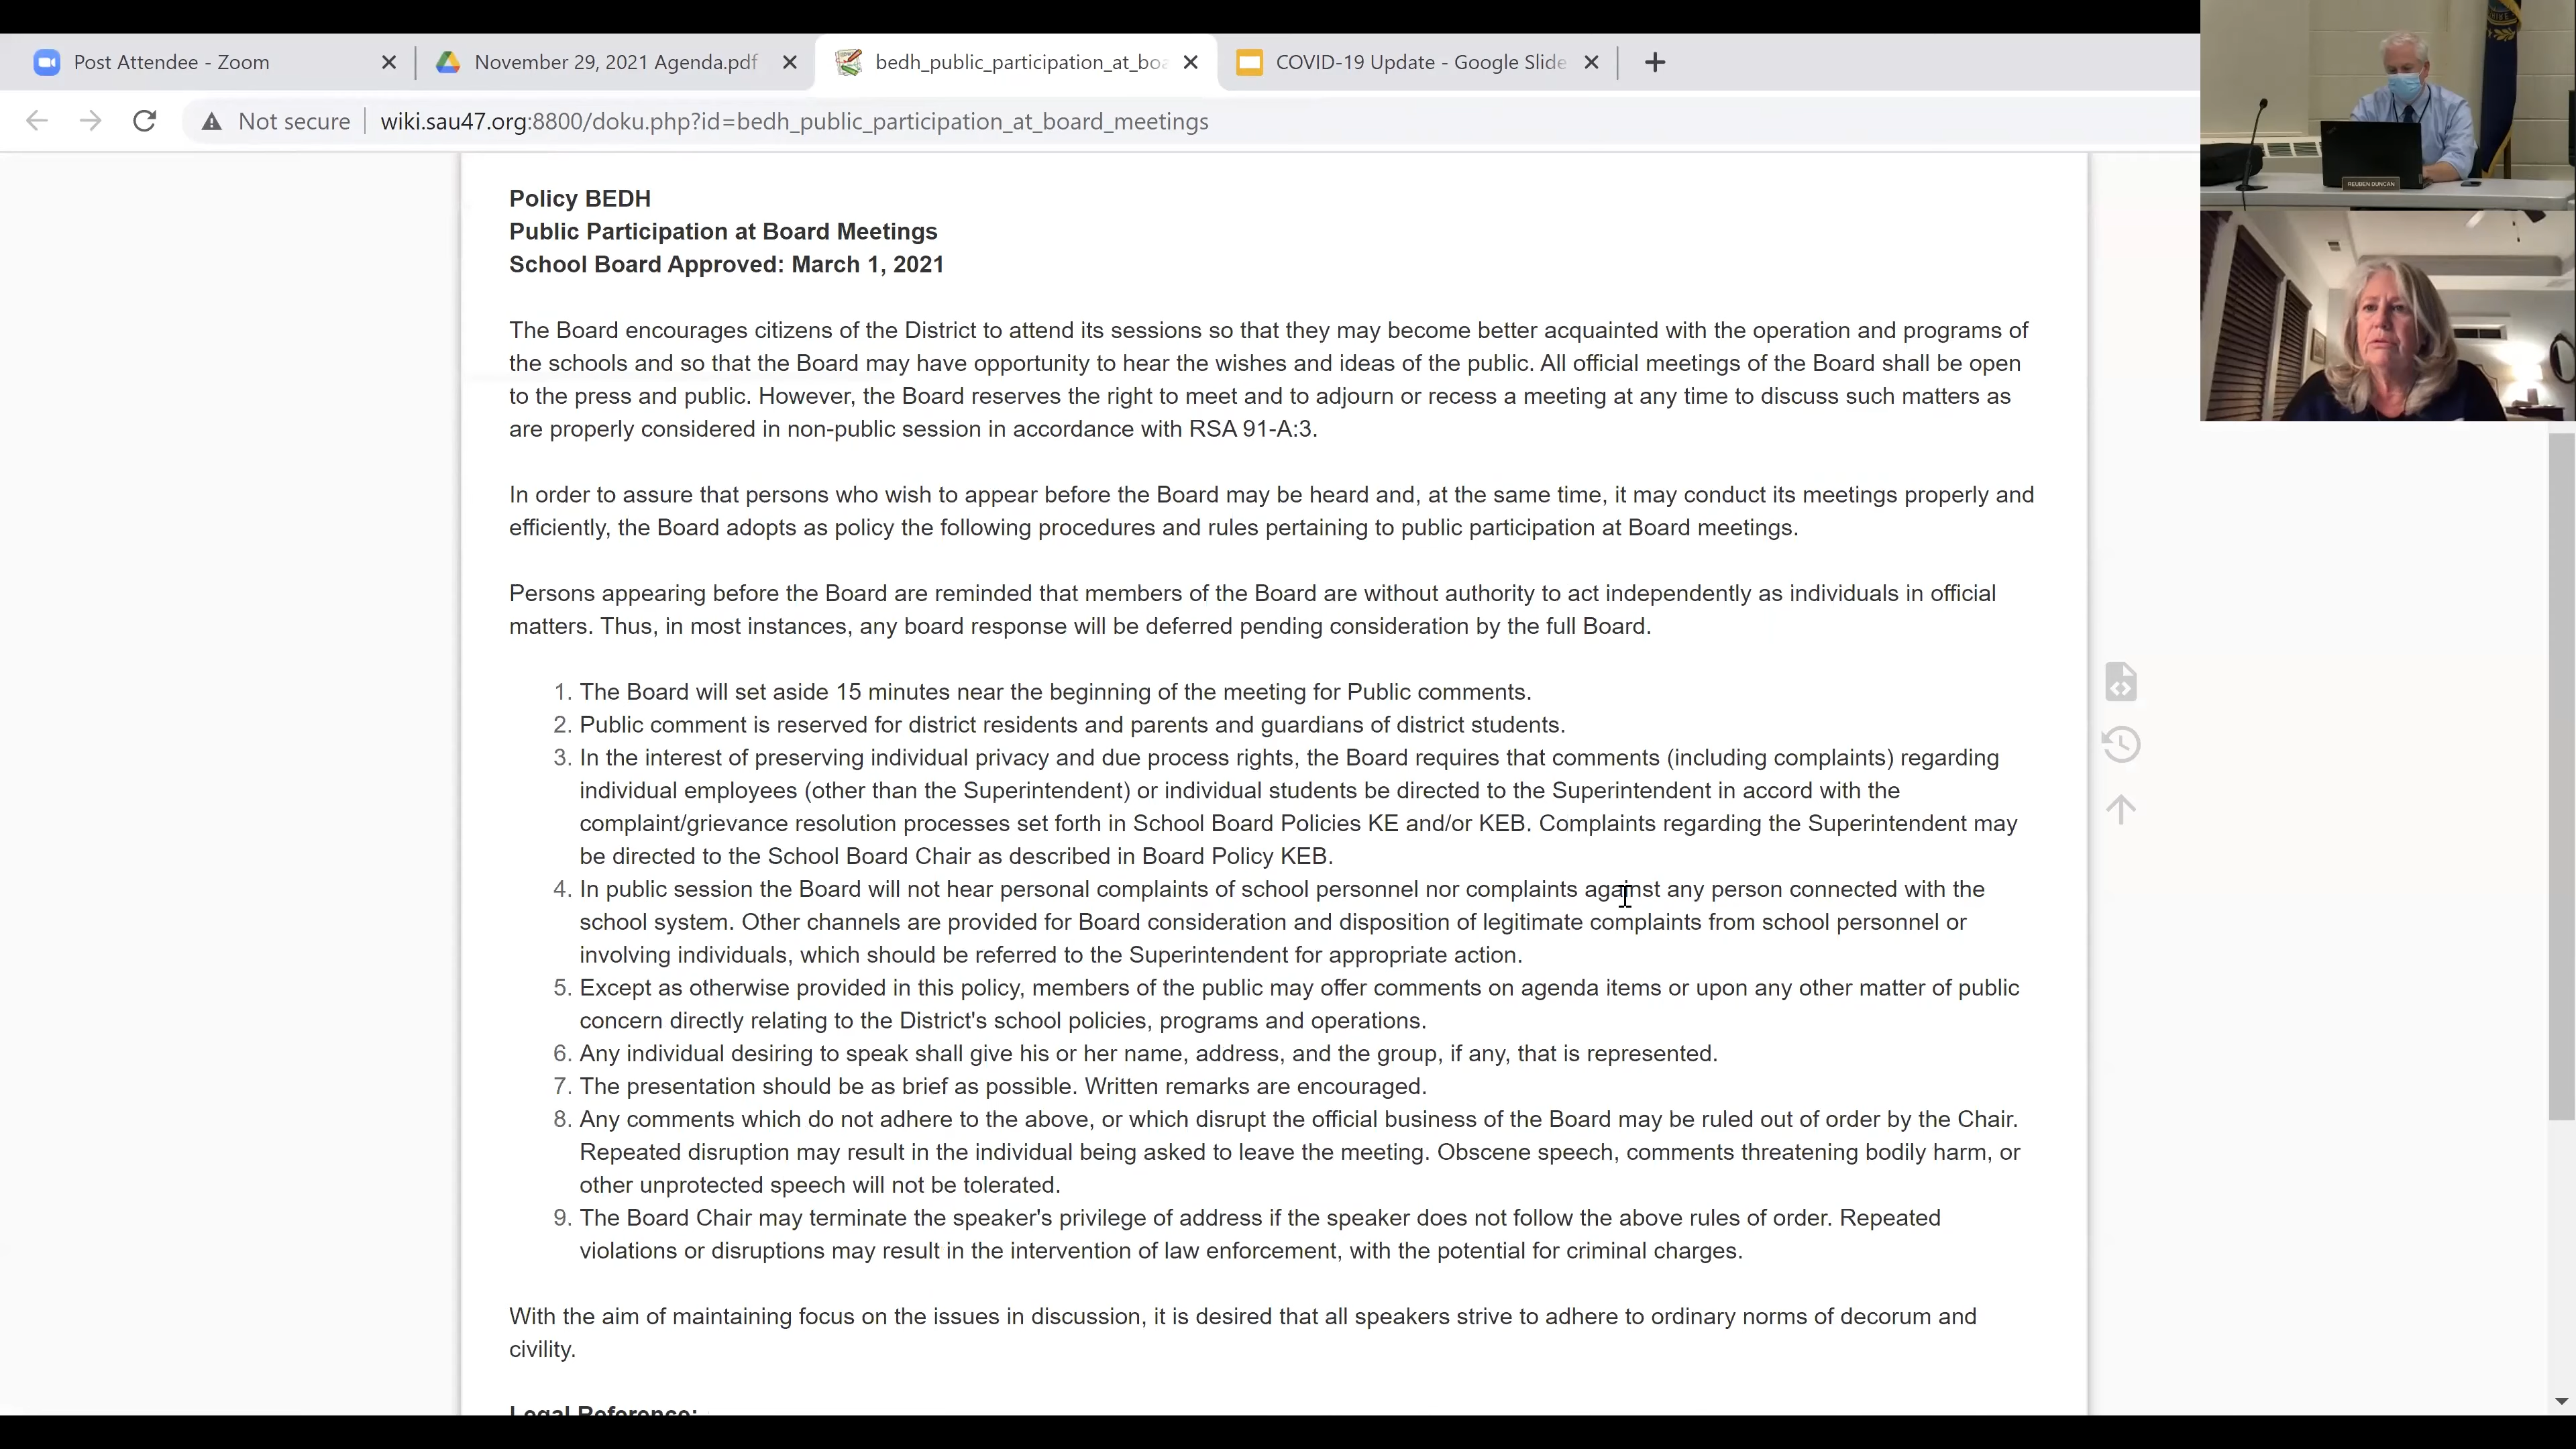 Post Attendee - Zoom
November 29, 2021 Agenda.pdf
bedh_public_participation_at_boa
COVID-19 Update - Google Slide
Not secure
wiki.sau47.org:8800/doku.php?id=bedh_public_participation_at_board_meetings
REUBEN DUNCAN
Policy BEDH
Public Participation at Board Meetings
School Board Approved: March 1, 2021
The Board encourages citizens of the District to attend its sessions so that they may become better acquainted with the operation and programs of
the schools and so that the Board may have opportunity to hear the wishes and ideas of the public. All official meetings of the Board shall be open
to the press and public. However, the Board reserves the right to meet and to adjourn or recess a meeting at any time to discuss such matters as
are properly considered in non-public session in accordance with RSA 91-A:3.
In order to assure that persons who wish to appear before the Board may be heard and, at the same time, it may conduct its meetings properly and
efficiently, the Board adopts as policy the following procedures and rules pertaining to public participation at Board meetings.
Persons appearing before the Board are reminded that members of the Board are without authority to act independently as individuals in official
matters. Thus, in most instances, any board response will be deferred pending consideration by the full Board.
1. The Board will set aside 15 minutes near the beginning of the meeting for Public comments.
2. Public comment is reserved for district residents and parents and guardians of district students.
3. In the interest of preserving individual privacy and due process rights, the Board requires that comments (including complaints) regarding
individual employees (other than the Superintendent) or individual students be directed to the Superintendent in accord with the
complaint/grievance resolution processes set forth in School Board Policies KE and/or KEB. Complaints regarding the Superintendent may
be directed to the School Board Chair as described in Board Policy KEB.
4. In public session the Board will not hear personal complaints of school personnel nor complaints against any person connected with the
school system. Other channels are provided for Board consideration and disposition of legitimate complaints from school personnel or
involving individuals, which should be referred to the Superintendent for appropriate action.
5. Except as otherwise provided in this policy, members of the public may offer comments on agenda items or upon any other matter of public
concern directly relating to the District's school policies, programs and operations.
6. Any individual desiring to speak shall give his or her name, address, and the group, if any, that is represented.
7. The presentation should be as brief as possible. Written remarks are encouraged.
8. Any comments which do not adhere to the above, or which disrupt the official business of the Board may be ruled out of order by the Chair.
Repeated disruption may result in the individual being asked to leave the meeting. Obscene speech, comments threatening bodily harm, or
other unprotected speech will not be tolerated.
9. The Board Chair may terminate the speaker's privilege of address if the speaker does not follow the above rules of order. Repeated
violations or disruptions may result in the intervention of law enforcement, with the potential for criminal charges.
With the aim of maintaining focus on the issues in discussion, it is desired that all speakers strive to adhere to ordinary norms of decorum and
civility.
Legal Reference: